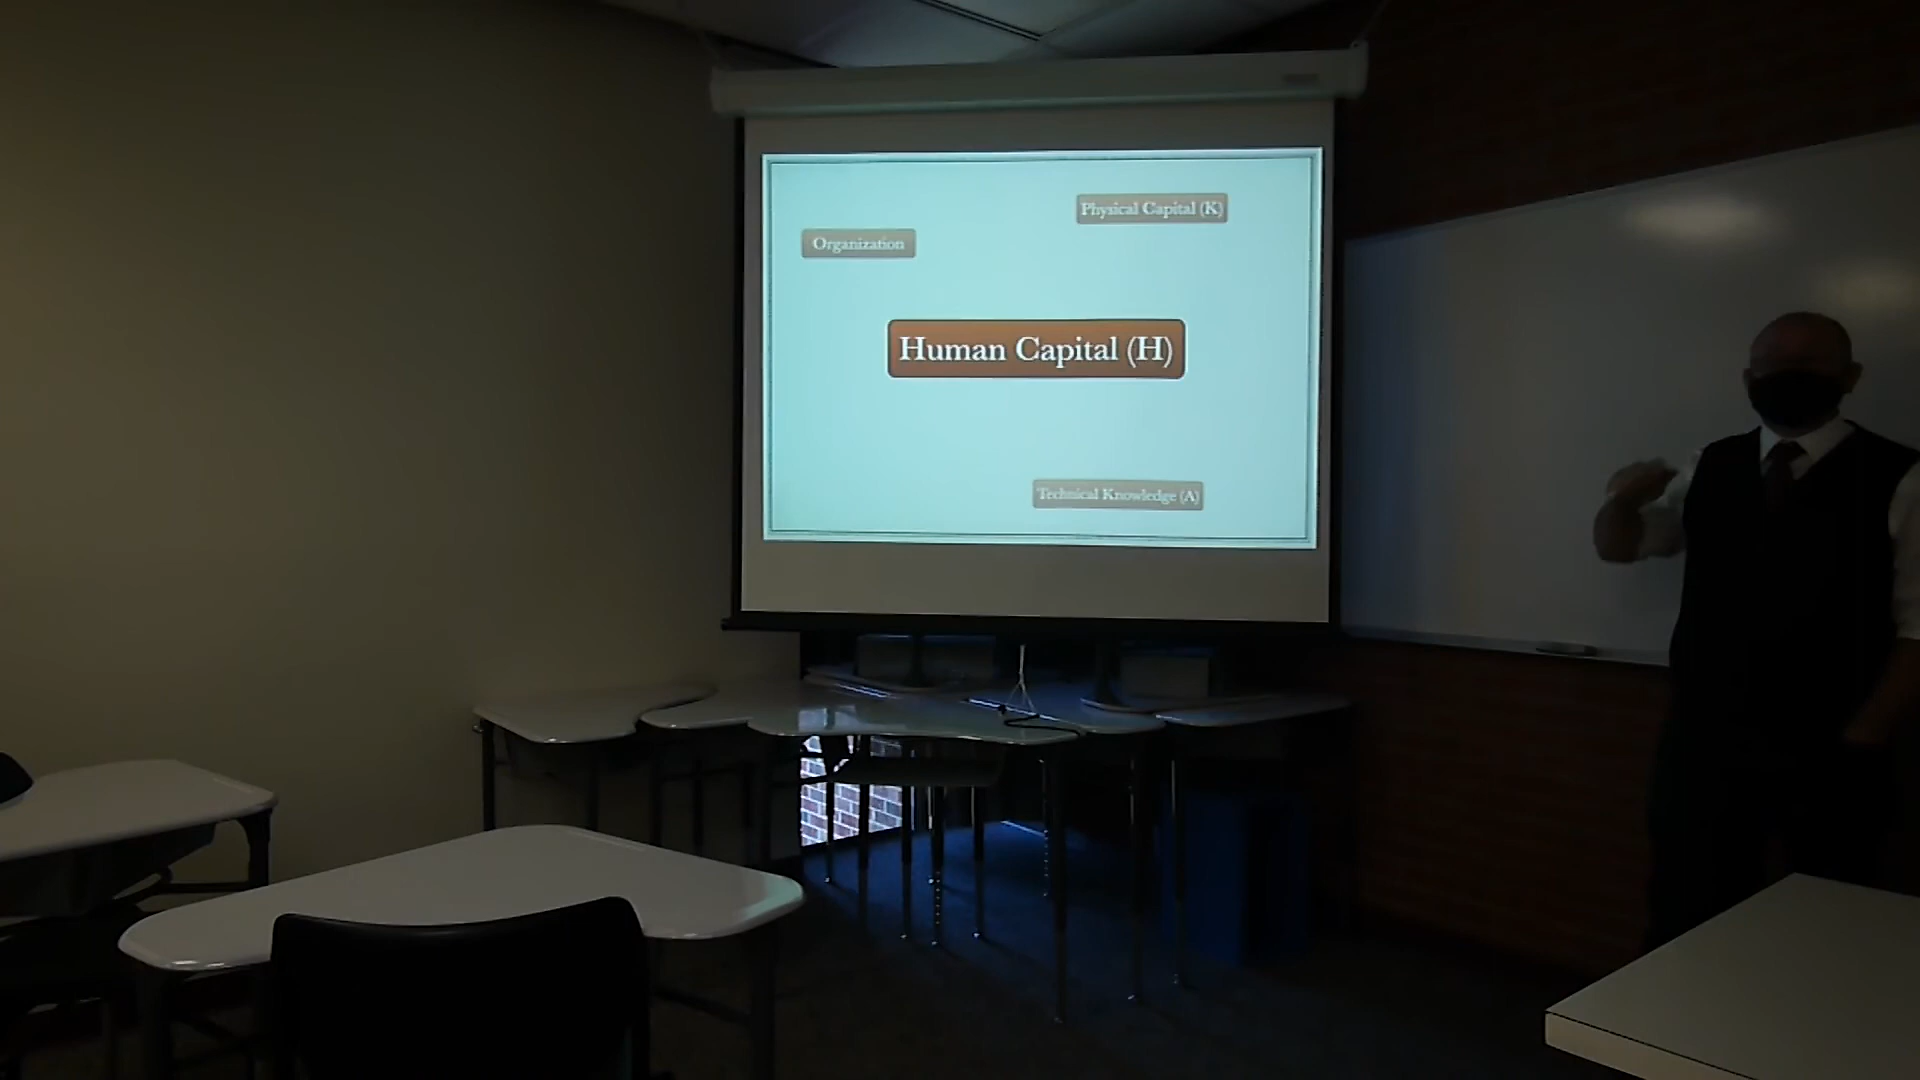 Physical Capital (K)
Organization
Human Capital (H)
Technical Knowledge (A)